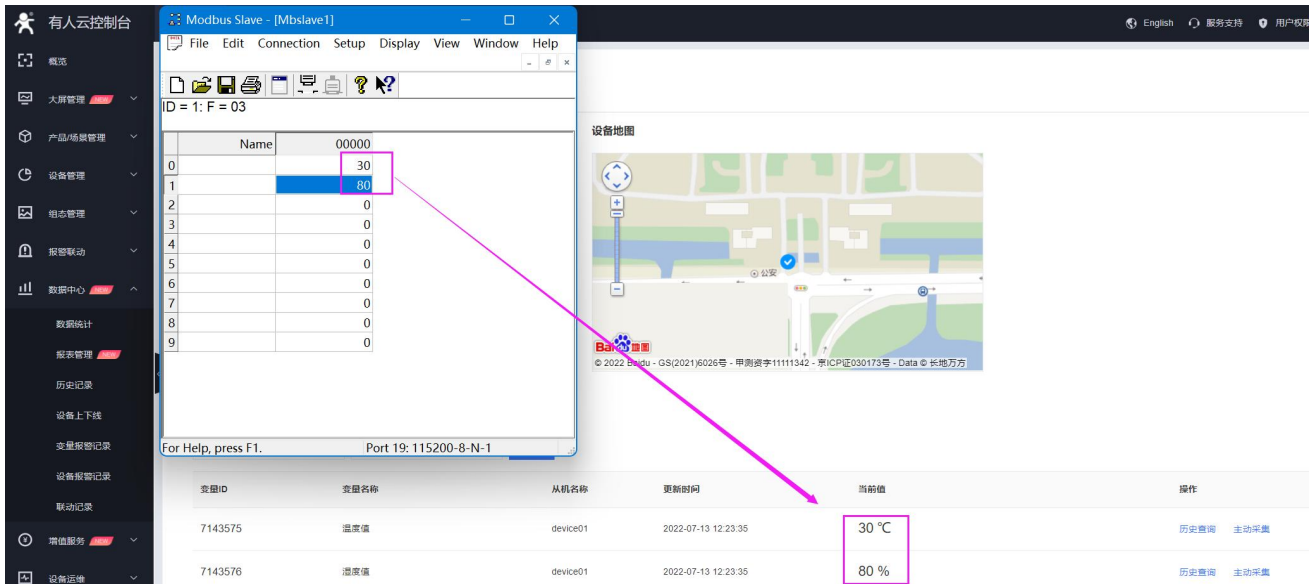 有人云控制台
English 服务支持 用户权限
概览
大屏管理 NEW
产品/场景管理
设备管理
组态管理
报警联动
数据中心 NEW
数据统计
报表管理 NEW
历史记录
设备上下线
变量报警记录
设备报警记录
联动记录
增值服务 NEW
设备运维
Modbus Slave - [Mbslave1]
File Edit Connection Setup Display View Window Help
ID = 1: F = 03
Name 00000
0 30
1 80
2 0
3 0
4 0
5 0
6 0
7 0
8 0
9 0
For Help, press F1. Port 19: 115200-8-N-1
设备地图
公安
Baidu 地图
© 2022 Baidu - GS(2021)6026号 - 甲测资字11111342 - 京ICP证030173号 - Data © 长地万方
变量ID 变量名称 从机名称 更新时间 当前值 操作
7143575 温度值 device01 2022-07-13 12:23:35 30 ℃ 历史查询 主动采集
7143576 湿度值 device01 2022-07-13 12:23:35 80 % 历史查询 主动采集